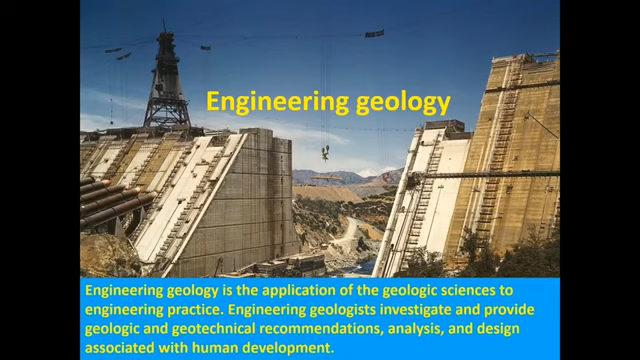 Engineering geology
Engineering geology is the application of the geologic sciences to
engineering practice. Engineering geologists investigate and provide
geologic and geotechnical recommendations, analysis, and design
associated with human development.